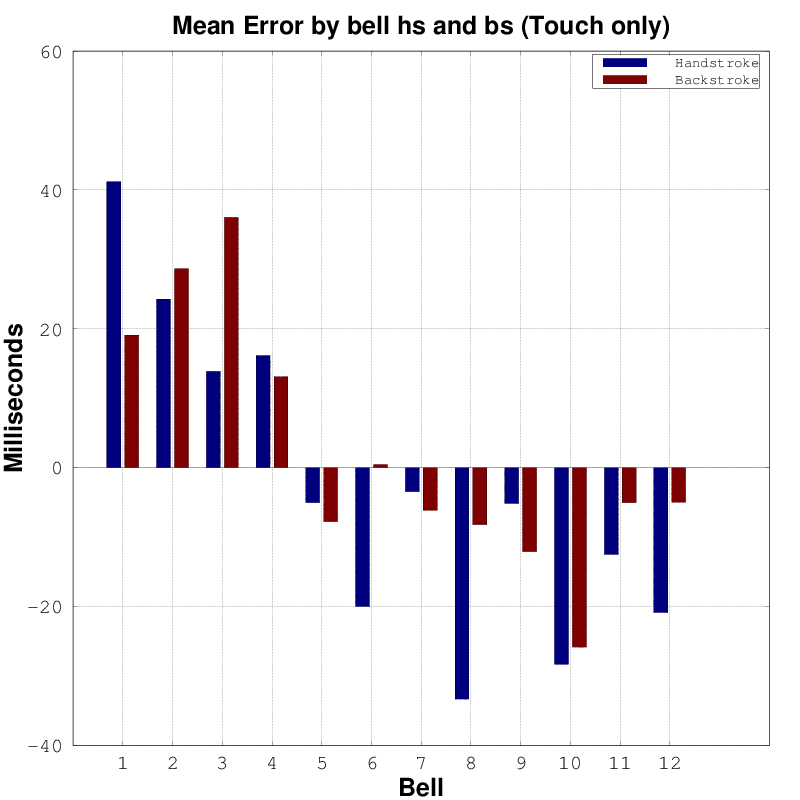 Mean Error by bell hs and bs (Touch only)
Handstroke
Backstroke
60
40
20
0
-20
-40
Milliseconds
1 2 3 4 5 6 7 8 9 10 11 12
Bell